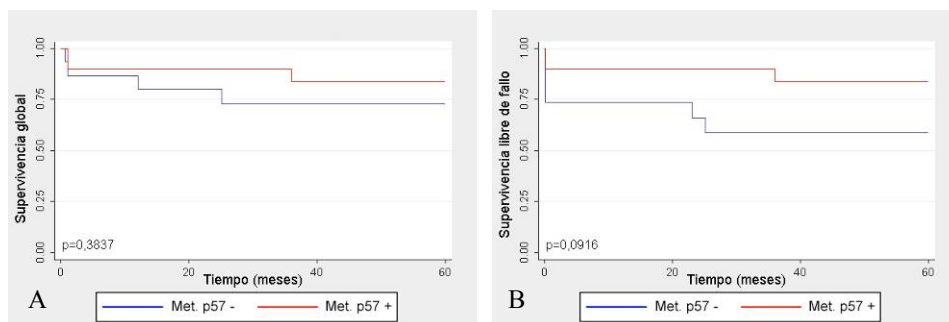 Supervivencia global
1.00
0.75
0.50
0.25
0.00
p=0,3837
0
20
40
60
Tiempo (meses)
A
Met. p57 -
Met. p57 +
Supervivencia libre de fallo
1.00
0.75
0.50
0.25
0.00
p=0,0916
0
20
40
60
Tiempo (meses)
B
Met. p57 -
Met. p57 +